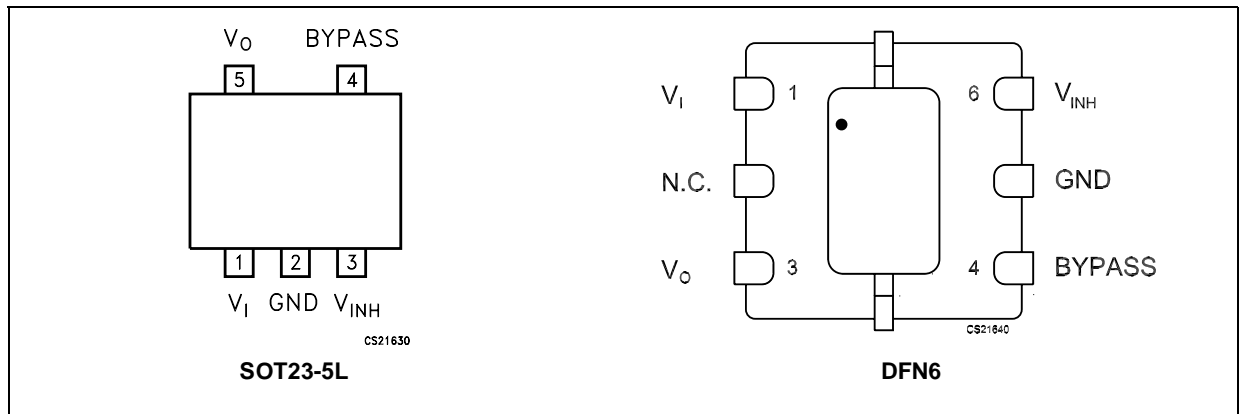 V_O BYPASS
5 4
1 2 3
V_I GND V_INH
CS21630
SOT23-5L
V_I 1 6 V_INH
N.C. GND
V_O 3 4 BYPASS
CS21640
DFN6